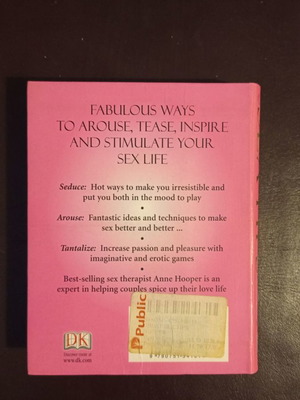 FABULOUS WAYS
TO AROUSE, TEASE, INSPIRE
AND STIMULATE YOUR
SEX LIFE
Seduce: Hot ways to make you irresistible and
put you both in the mood to play
•
Arouse: Fantastic ideas and techniques to make
sex better and better ...
•
Tantalize: Increase passion and pleasure with
imaginative and erotic games
•
Best-selling sex therapist Anne Hooper is an
expert in helping couples spice up their love life
DK
Discover more at
www.dk.com
Public